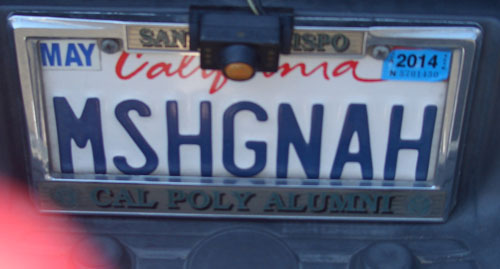 SAN ISPO
MAY California 2014
MSHGNAH
CAL POLY ALUMNI